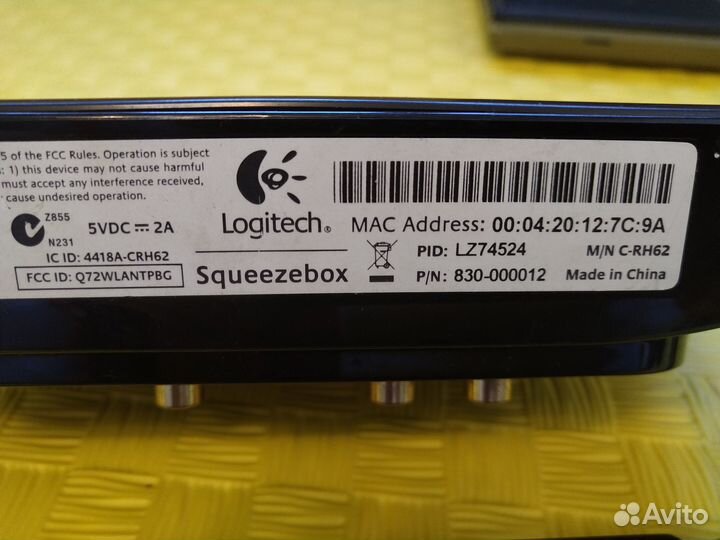 5 of the FCC Rules. Operation is subject
s: 1) this device may not cause harmful
must accept any interference received,
cause undesired operation.
Z855
N231
5VDC ⎓ 2A
IC ID: 4418A-CRH62
FCC ID: Q72WLANTPBG
Logitech®
Squeezebox
MAC Address: 00:04:20:12:7C:9A
PID: LZ74524
M/N C-RH62
P/N: 830-000012
Made in China
Avito